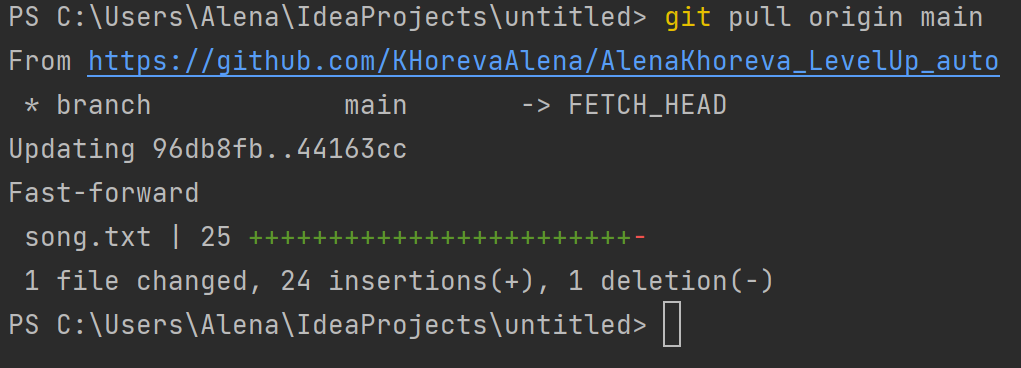 PS C:\Users\Alena\IdeaProjects\untitled> git pull origin main
From https://github.com/KHorevaAlena/AlenaKhoreva_LevelUp_auto
 * branch            main       -> FETCH_HEAD
Updating 96db8fb..44163cc
Fast-forward
 song.txt | 25 ++++++++++++++++++++++++-
 1 file changed, 24 insertions(+), 1 deletion(-)
PS C:\Users\Alena\IdeaProjects\untitled>